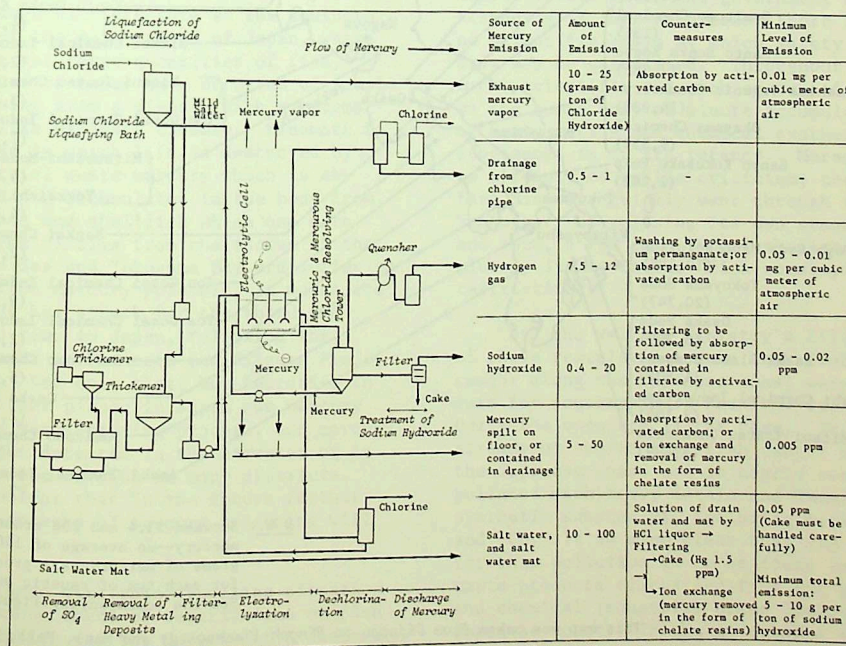 Liquefaction of
Sodium Chloride
Sodium
Chloride
Sodium Chloride
Liquefying Bath
Mild
Salt
Water
Flow of Mercury
Mercury vapor
Chlorine
Electrolytic Cell
Mercuric & Mercurous
Chloride Resolving
Tower
Quencher
Chlorine
Thickener
Thickener
Filter
Mercury
Mercury
Filter
Cake
Treatment of
Sodium Hydroxide
Chlorine
Salt Water Mat
Removal
of SO4
Removal of
Heavy Metal
Deposits
Filter-
ing
Electro-
lyzation
Dechlorina-
tion
Discharge
of Mercury
Source of
Mercury
Emission
Amount
of
Emission
Counter-
measures
Minimum
Level of
Emission
Exhaust
mercury
vapor
10 - 25
(grams per
ton of
Chloride
Hydroxide)
Absorption by acti-
vated carbon
0.01 mg per
cubic meter of
atmospheric
air
Drainage
from
chlorine
pipe
0.5 - 1
-
-
Hydrogen
gas
7.5 - 12
Washing by potassi-
um permanganate;or
absorption by acti-
vated carbon
0.05 - 0.01
mg per cubic
meter of
atmospheric
air
Sodium
hydroxide
0.4 - 20
Filtering to be
followed by absorp-
tion of mercury
contained in
filtrate by activat-
ed carbon
0.05 - 0.02
ppm
Mercury
spilt on
floor, or
contained
in drainage
5 - 50
Absorption by acti-
vated carbon; or
ion exchange and
removal of mercury
in the form of
chelate resins
0.005 ppm
Salt water,
and salt
water mat
10 - 100
Solution of drain
water and mat by
HCl liquor →
Filtering
Cake (Hg 1.5
ppm)
Ion exchange
(mercury removed
in the form of
chelate resins)
0.05 ppm
(Cake must be
handled care-
fully)
Minimum total
emission:
5 - 10 g per
ton of sodium
hydroxide